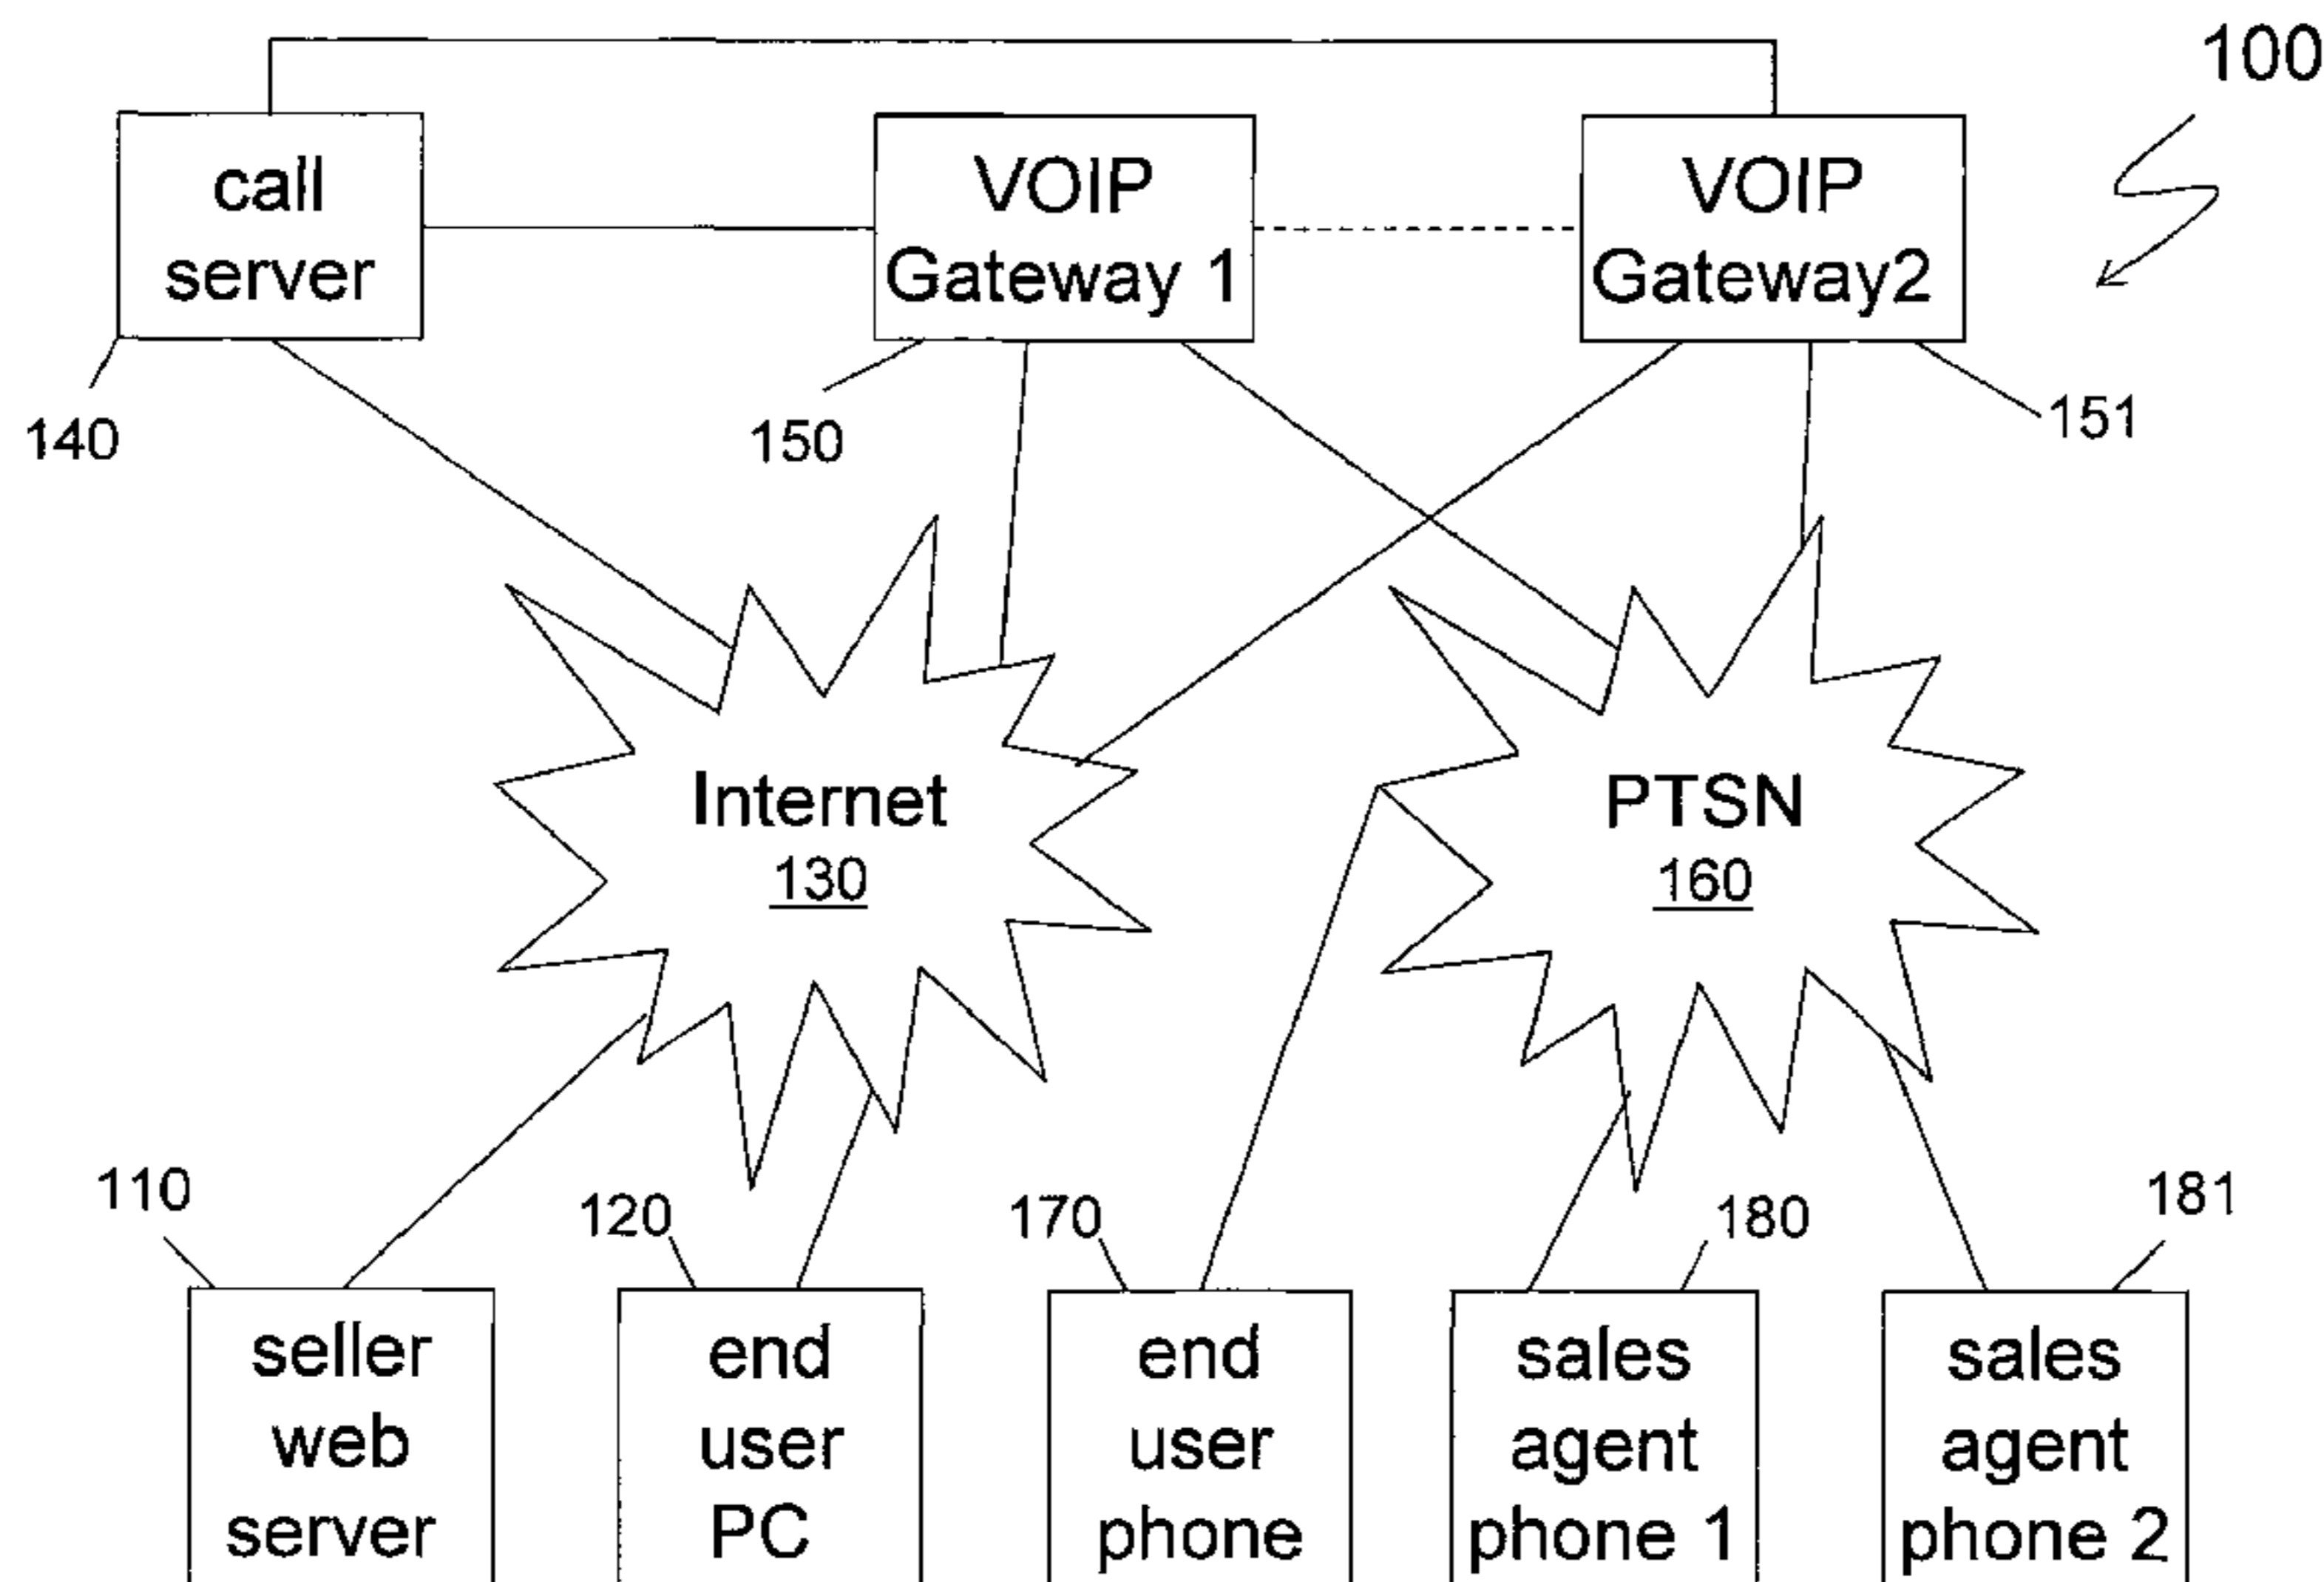 100
call
server
VOIP
Gateway 1
VOIP
Gateway2
140
150
151
Internet
130
PTSN
160
110
120
170
180
181
seller
web
server
end
user
PC
end
user
phone
sales
agent
phone 1
sales
agent
phone 2